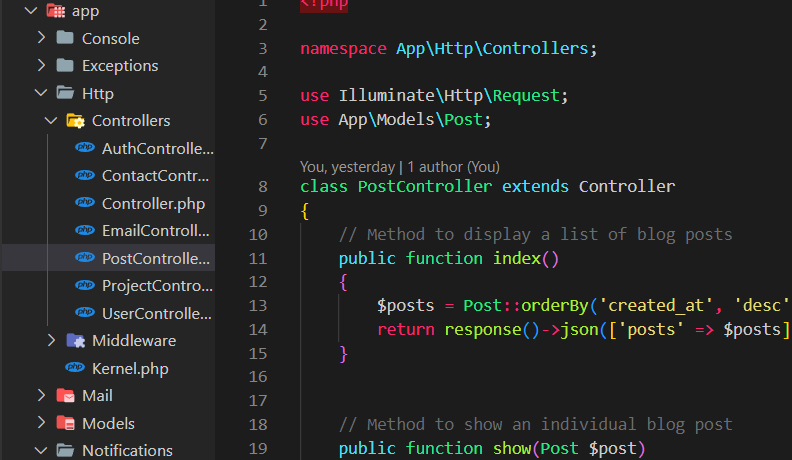 app
Console
Exceptions
Http
Controllers
AuthControlle...
ContactContr...
Controller.php
EmailControll...
PostControlle...
ProjectContro...
UserControlle...
Middleware
Kernel.php
Mail
Models
Notifications
1 <?php
2
3 namespace App\Http\Controllers;
4
5 use Illuminate\Http\Request;
6 use App\Models\Post;
7
You, yesterday | 1 author (You)
8 class PostController extends Controller
9 {
10 // Method to display a list of blog posts
11 public function index()
12 {
13 $posts = Post::orderBy('created_at', 'desc'
14 return response()->json(['posts' => $posts]
15 }
16
17
18 // Method to show an individual blog post
19 public function show(Post $post)